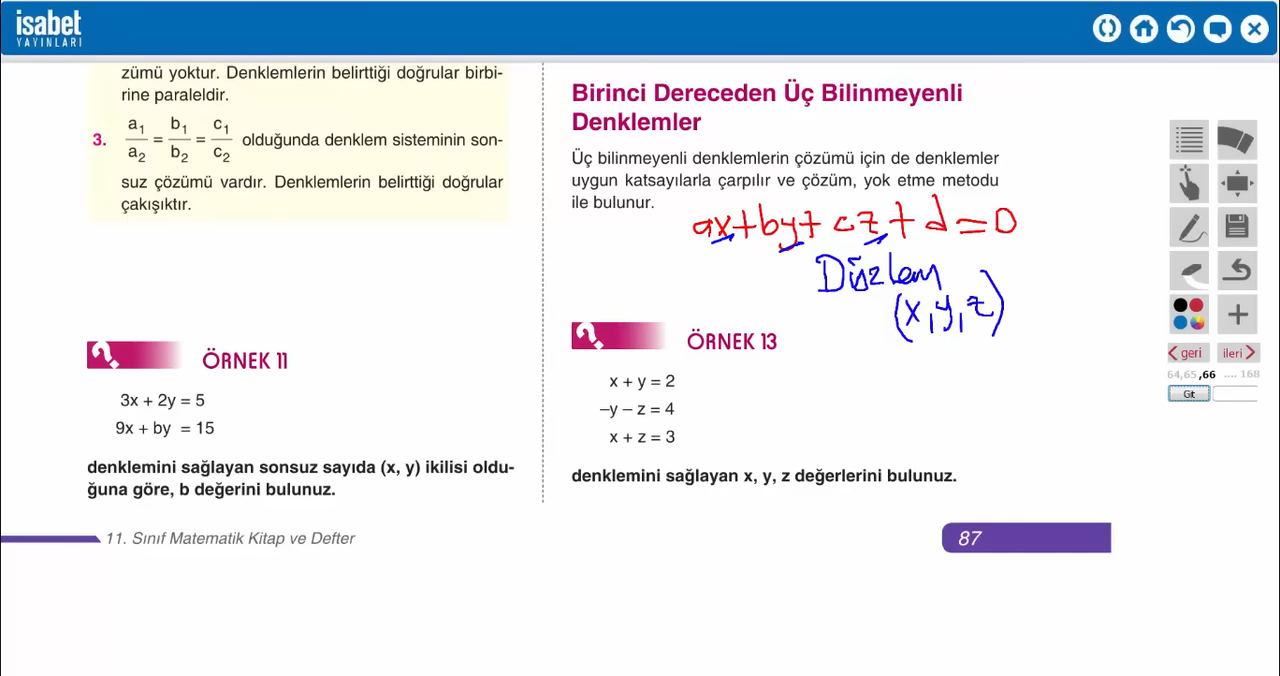 isabet
YAYINLARI
zümü yoktur. Denklemlerin belirttiği doğrular birbi-
rine paraleldir.
3. a1/a2 = b1/b2 = c1/c2 olduğunda denklem sisteminin son-
suz çözümü vardır. Denklemlerin belirttiği doğrular
çakışıktır.
ÖRNEK 11
3x + 2y = 5
9x + by = 15
denklemini sağlayan sonsuz sayıda (x, y) ikilisi oldu-
ğuna göre, b değerini bulunuz.
Birinci Dereceden Üç Bilinmeyenli
Denklemler
Üç bilinmeyenli denklemlerin çözümü için de denklemler
uygun katsayılarla çarpılır ve çözüm, yok etme metodu
ile bulunur.
ax+by+cz+d=0
Düzlem
(x,y,z)
ÖRNEK 13
x + y = 2
–y – z = 4
x + z = 3
denklemini sağlayan x, y, z değerlerini bulunuz.
11. Sınıf Matematik Kitap ve Defter
87
geri ileri
64,65,66 .... 168
Git